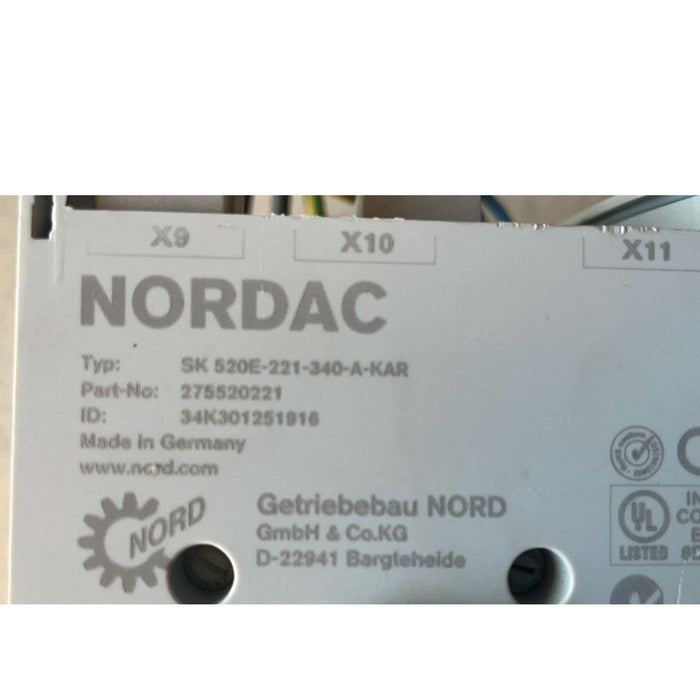 X9 X10 X11
NORDAC
Typ: SK 520E-221-340-A-KAR
Part-No: 275520221
ID: 34K301251916
Made in Germany
www.nord.com
NORD
Getriebebau NORD
GmbH & Co.KG
D-22941 Bargteheide
UL
LISTED